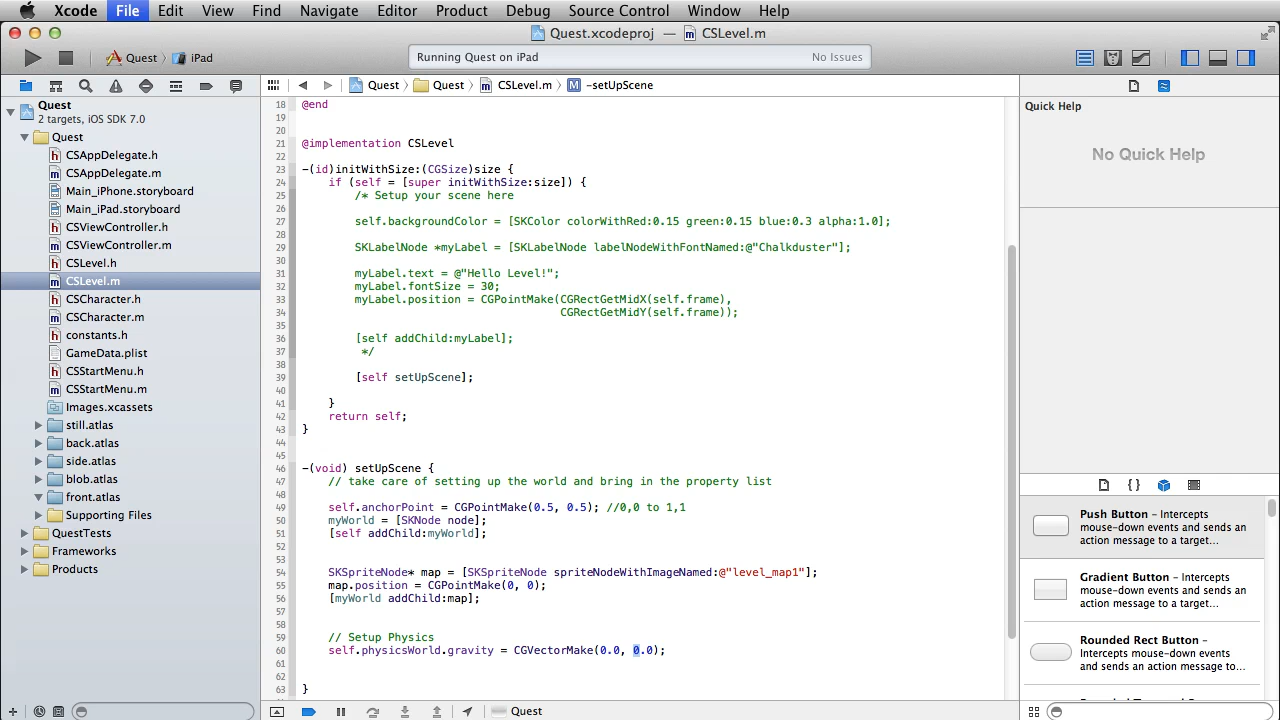 Xcode File Edit View Find Navigate Editor Product Debug Source Control Window Help
Quest.xcodeproj — CSLevel.m
Quest iPad
Running Quest on iPad No Issues
Quest Quest CSLevel.m M -setUpScene
Quest
2 targets, iOS SDK 7.0
Quest
CSAppDelegate.h
CSAppDelegate.m
Main_iPhone.storyboard
Main_iPad.storyboard
CSViewController.h
CSViewController.m
CSLevel.h
CSLevel.m
CSCharacter.h
CSCharacter.m
constants.h
GameData.plist
CSStartMenu.h
CSStartMenu.m
Images.xcassets
still.atlas
back.atlas
side.atlas
blob.atlas
front.atlas
Supporting Files
QuestTests
Frameworks
Products
18 @end
19
20
21 @implementation CSLevel
22
23 -(id)initWithSize:(CGSize)size {
24 if (self = [super initWithSize:size]) {
25 /* Setup your scene here
26
27 self.backgroundColor = [SKColor colorWithRed:0.15 green:0.15 blue:0.3 alpha:1.0];
28
29 SKLabelNode *myLabel = [SKLabelNode labelNodeWithFontNamed:@"Chalkduster"];
30
31 myLabel.text = @"Hello Level!";
32 myLabel.fontSize = 30;
33 myLabel.position = CGPointMake(CGRectGetMidX(self.frame),
34 CGRectGetMidY(self.frame));
35
36 [self addChild:myLabel];
37 */
38
39 [self setUpScene];
40
41 }
42 return self;
43 }
44
45
46 -(void) setUpScene {
47 // take care of setting up the world and bring in the property list
48
49 self.anchorPoint = CGPointMake(0.5, 0.5); //0,0 to 1,1
50 myWorld = [SKNode node];
51 [self addChild:myWorld];
52
53
54 SKSpriteNode* map = [SKSpriteNode spriteNodeWithImageNamed:@"level_map1"];
55 map.position = CGPointMake(0, 0);
56 [myWorld addChild:map];
57
58
59 // Setup Physics
60 self.physicsWorld.gravity = CGVectorMake(0.0, 0.0);
61
62
63 }
Quest
Quick Help
No Quick Help
{ }
Push Button – Intercepts
mouse-down events and sends an
action message to a target...
Gradient Button – Intercepts
mouse-down events and sends an
action message to a target...
Rounded Rect Button –
Intercepts mouse-down events
and sends an action message to...